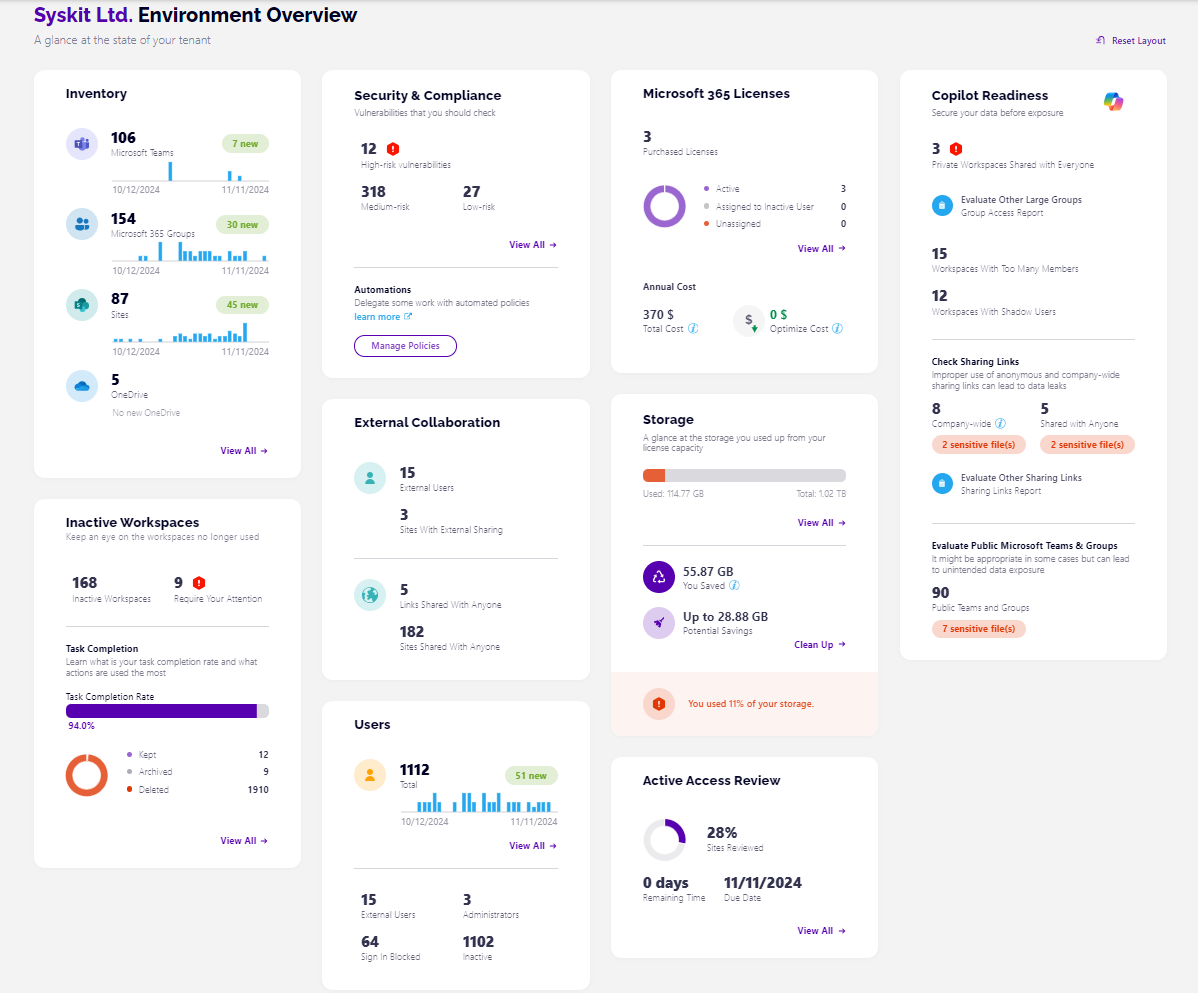 Syskit Ltd. Environment Overview
A glance at the state of your tenant
Reset Layout
Inventory
106
Microsoft Teams
7 new
10/12/2024 11/11/2024
154
Microsoft 365 Groups
30 new
10/12/2024 11/11/2024
87
Sites
45 new
10/12/2024 11/11/2024
5
OneDrive
No new OneDrive
View All →
Inactive Workspaces
Keep an eye on the workspaces no longer used
168 9
Inactive Workspaces Require Your Attention
Task Completion
Learn what is your task completion rate and what
actions are used the most
Task Completion Rate
94.0%
Kept 12
Archived 9
Deleted 1910
View All →
Security & Compliance
Vulnerabilities that you should check
12
High-risk vulnerabilities
318 27
Medium-risk Low-risk
View All →
Automations
Delegate some work with automated policies
learn more
Manage Policies
External Collaboration
15
External Users
3
Sites With External Sharing
5
Links Shared With Anyone
182
Sites Shared With Anyone
Users
1112
Total
51 new
10/12/2024 11/11/2024
View All →
15 3
External Users Administrators
64 1102
Sign In Blocked Inactive
Microsoft 365 Licenses
3
Purchased Licenses
Active 3
Assigned to Inactive User 0
Unassigned 0
View All →
Annual Cost
370 $ $ 0 $
Total Cost i Optimize Cost i
Storage
A glance at the storage you used up from your
license capacity
Used: 114.77 GB Total: 1.02 TB
View All →
55.87 GB
You Saved i
Up to 28.88 GB
Potential Savings
Clean Up →
You used 11% of your storage.
Active Access Review
28%
Sites Reviewed
0 days 11/11/2024
Remaining Time Due Date
View All →
Copilot Readiness
Secure your data before exposure
3
Private Workspaces Shared with Everyone
Evaluate Other Large Groups
Group Access Report
15
Workspaces With Too Many Members
12
Workspaces With Shadow Users
Check Sharing Links
Improper use of anonymous and company-wide
sharing links can lead to data leaks
8 5
Company-wide i Shared with Anyone
2 sensitive file(s) 2 sensitive file(s)
Evaluate Other Sharing Links
Sharing Links Report
Evaluate Public Microsoft Teams & Groups
It might be appropriate in some cases but can lead
to unintended data exposure
90
Public Teams and Groups
7 sensitive file(s)